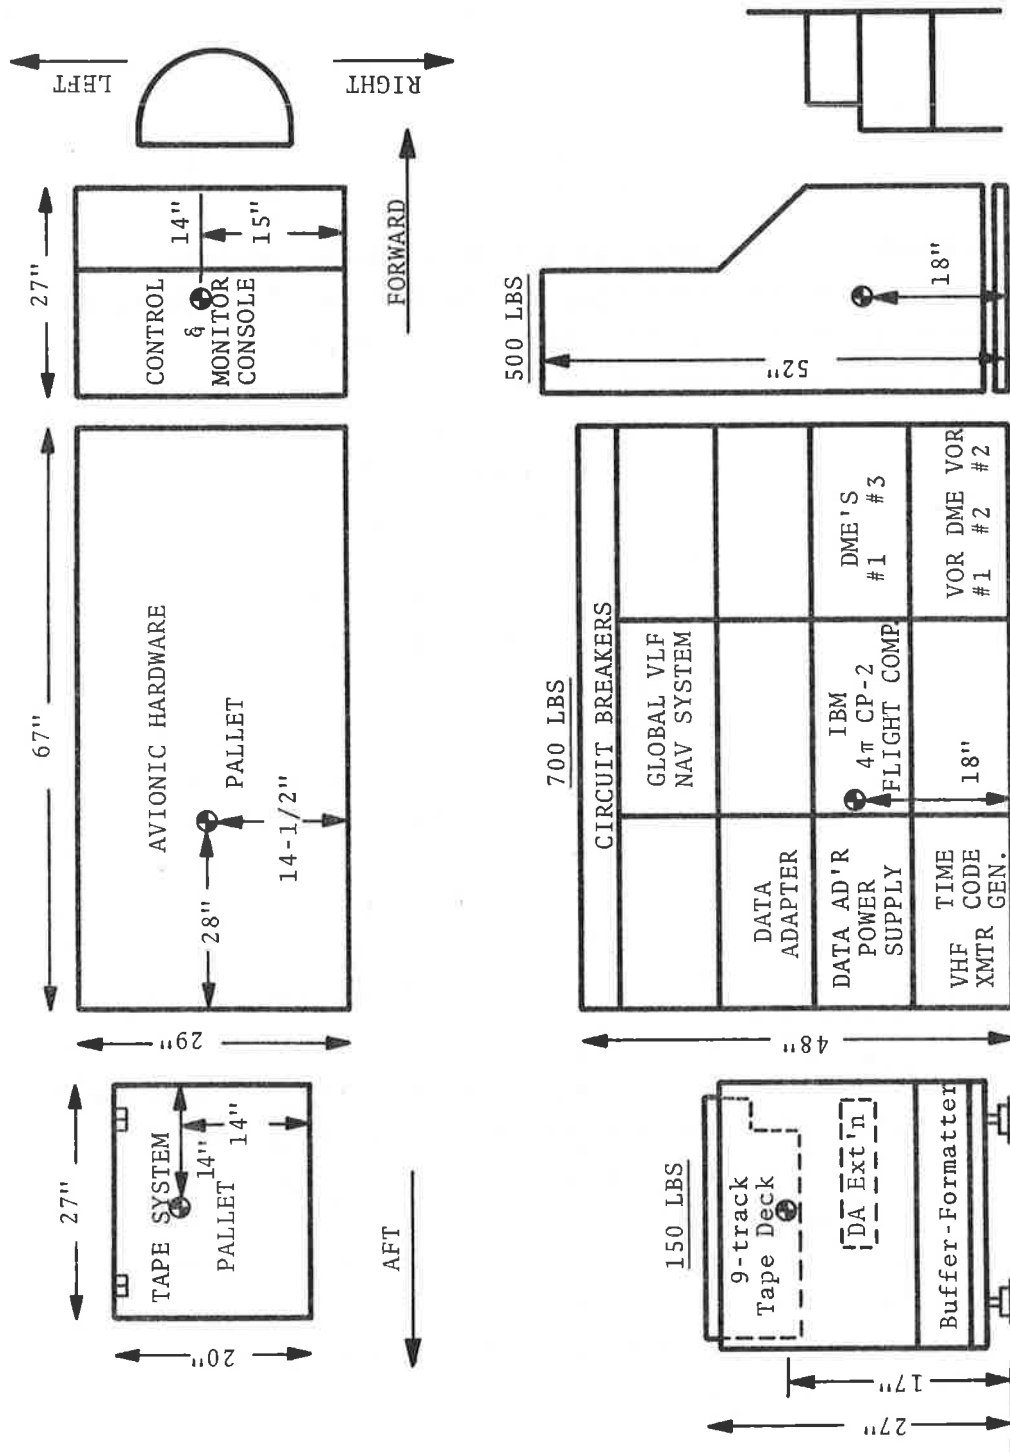 LEFT
RIGHT
FORWARD
AFT
27"
CONTROL
&
MONITOR
CONSOLE
14"
15"
67"
AVIONIC HARDWARE
PALLET
28"
14-1/2"
29"
27"
TAPE SYSTEM
PALLET
14"
14"
20"
500 LBS
52"
18"
700 LBS
CIRCUIT BREAKERS
GLOBAL VLF
NAV SYSTEM
DATA
ADAPTER
DATA AD'R
POWER
SUPPLY
IBM
4π CP-2
FLIGHT COMP.
DME'S
#1 #3
VHF TIME
XMTR CODE
GEN.
18"
VOR DME VOR
#1 #2 #2
48"
150 LBS
9-track
Tape Deck
DA Ext'n
Buffer-Formatter
17"
27"